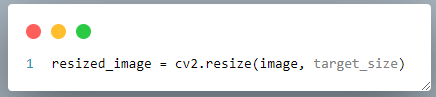 1 resized_image = cv2.resize(image, target_size)